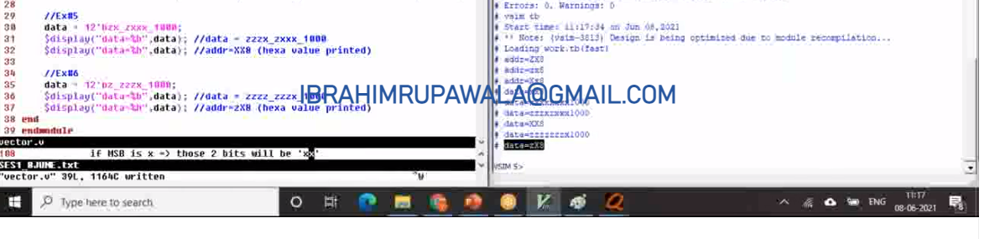 28
29 //Ex#5
30 data = 12'bzx_zxxx_1000;
31 $display("data=%b",data); //data = zzzx_zxxx_1000
32 $display("data=%h",data); //addr=XX8 (hexa value printed)
33
34 //Ex#6
35 data = 12'bz_zzzx_1000;
36 $display("data=%b",data); //data = zzzz_zzzx_1000
37 $display("data=%h",data); //addr=zX8 (hexa value printed)
38 end
39 endmodule
vector.v
108 if MSB is x => those 2 bits will be 'xx'
SES1_8JUNE.txt
"vector.v" 39L, 1164C written ^W
# Errors: 0, Warnings: 0
# vsim tb
# Start time: 11:17:34 on Jun 08,2021
# ** Note: (vsim-3813) Design is being optimized due to module recompilation...
# Loading work.tb(fast)
# addr=ZX8
# addr=zx8
# addr=Xx8
# data=zzzxzxxx1000
# data=XX8
# data=zzzzzzzx1000
# data=zX8
VSIM 5>
IBRAHIMRUPAWALA@GMAIL.COM
Type here to search
ENG
11:17
08-06-2021
8